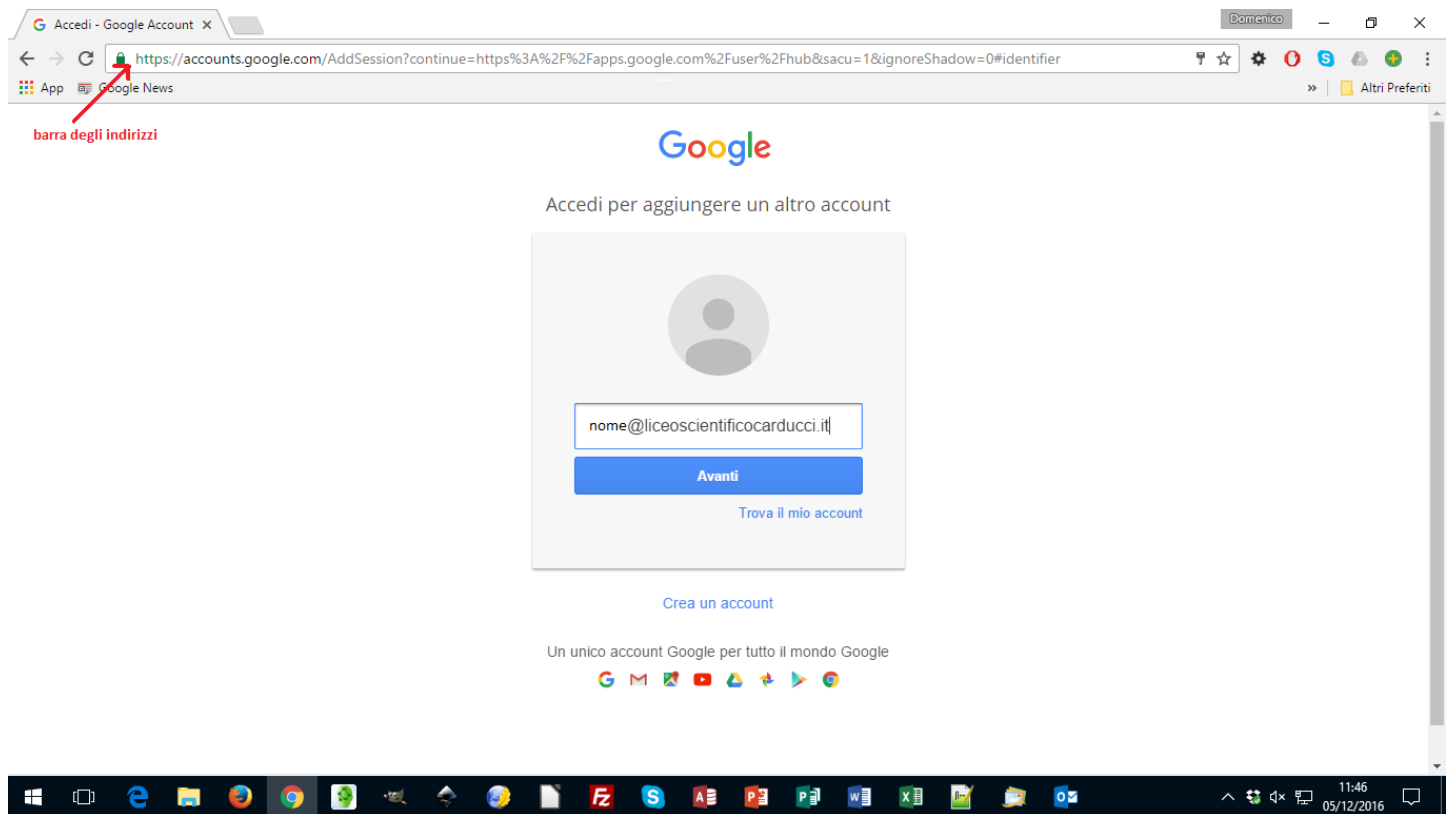 Accedi - Google Account
Domenico
https://accounts.google.com/AddSession?continue=https%3A%2F%2Fapps.google.com%2Fuser%2Fhub&sacu=1&ignoreShadow=0#identifier
App Google News
» Altri Preferiti
barra degli indirizzi
Google
Accedi per aggiungere un altro account
nome@liceoscientificocarducci.it
Avanti
Trova il mio account
Crea un account
Un unico account Google per tutto il mondo Google
11:46
05/12/2016